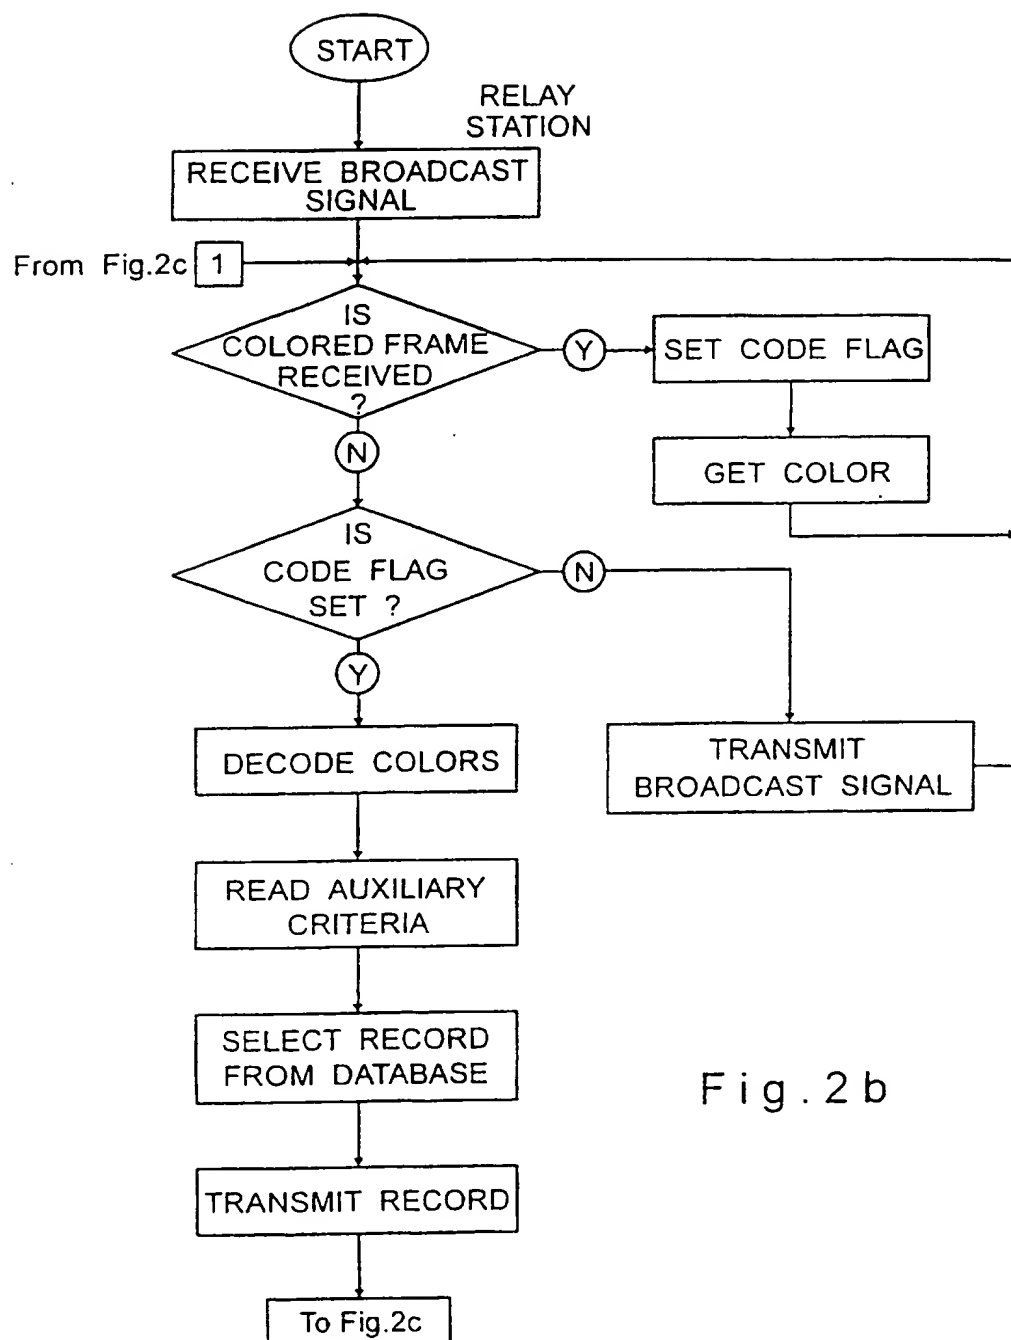 START
RELAY
STATION
RECEIVE BROADCAST
SIGNAL
From Fig.2c 1
IS
COLORED FRAME
RECEIVED
?
Y
SET CODE FLAG
GET COLOR
N
IS
CODE FLAG
SET ?
N
Y
DECODE COLORS
TRANSMIT
BROADCAST SIGNAL
READ AUXILIARY
CRITERIA
SELECT RECORD
FROM DATABASE
Fig.2b
TRANSMIT RECORD
To Fig.2c